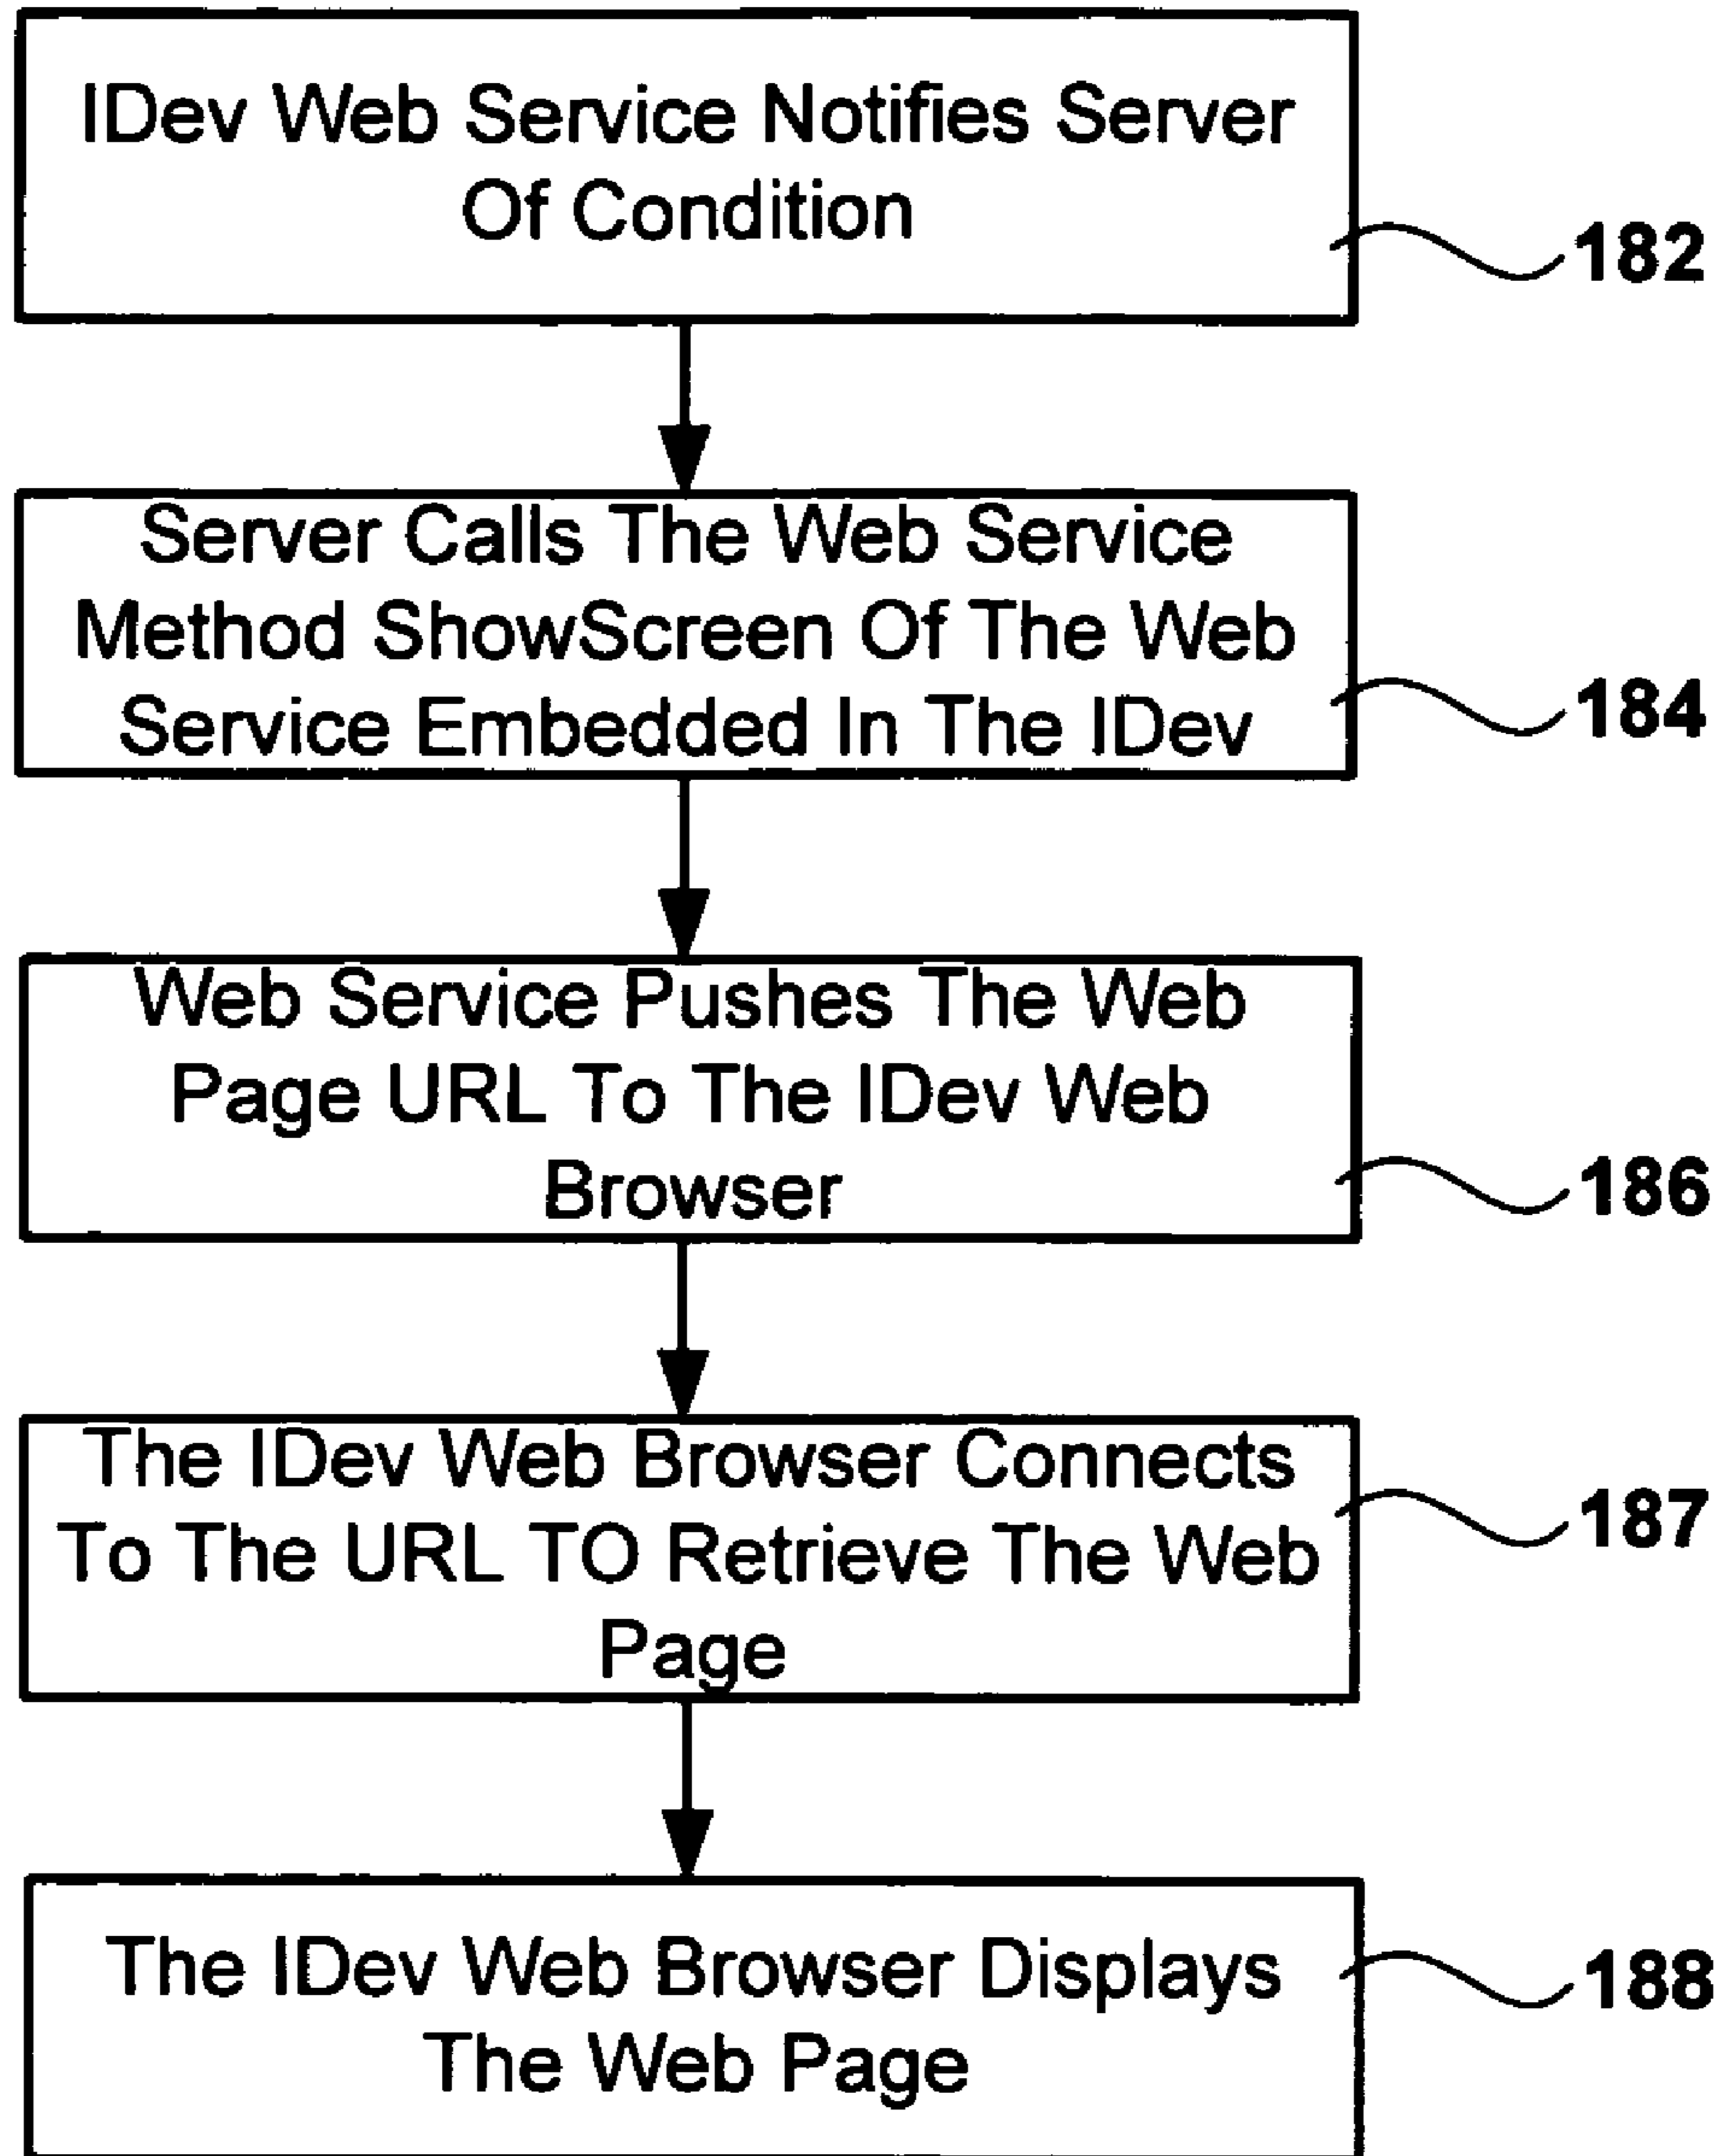 IDev Web Service Notifies Server
Of Condition
182
Server Calls The Web Service
Method ShowScreen Of The Web
Service Embedded In The IDev
184
Web Service Pushes The Web
Page URL To The IDev Web
Browser
186
The IDev Web Browser Connects
To The URL TO Retrieve The Web
Page
187
The IDev Web Browser Displays
The Web Page
188